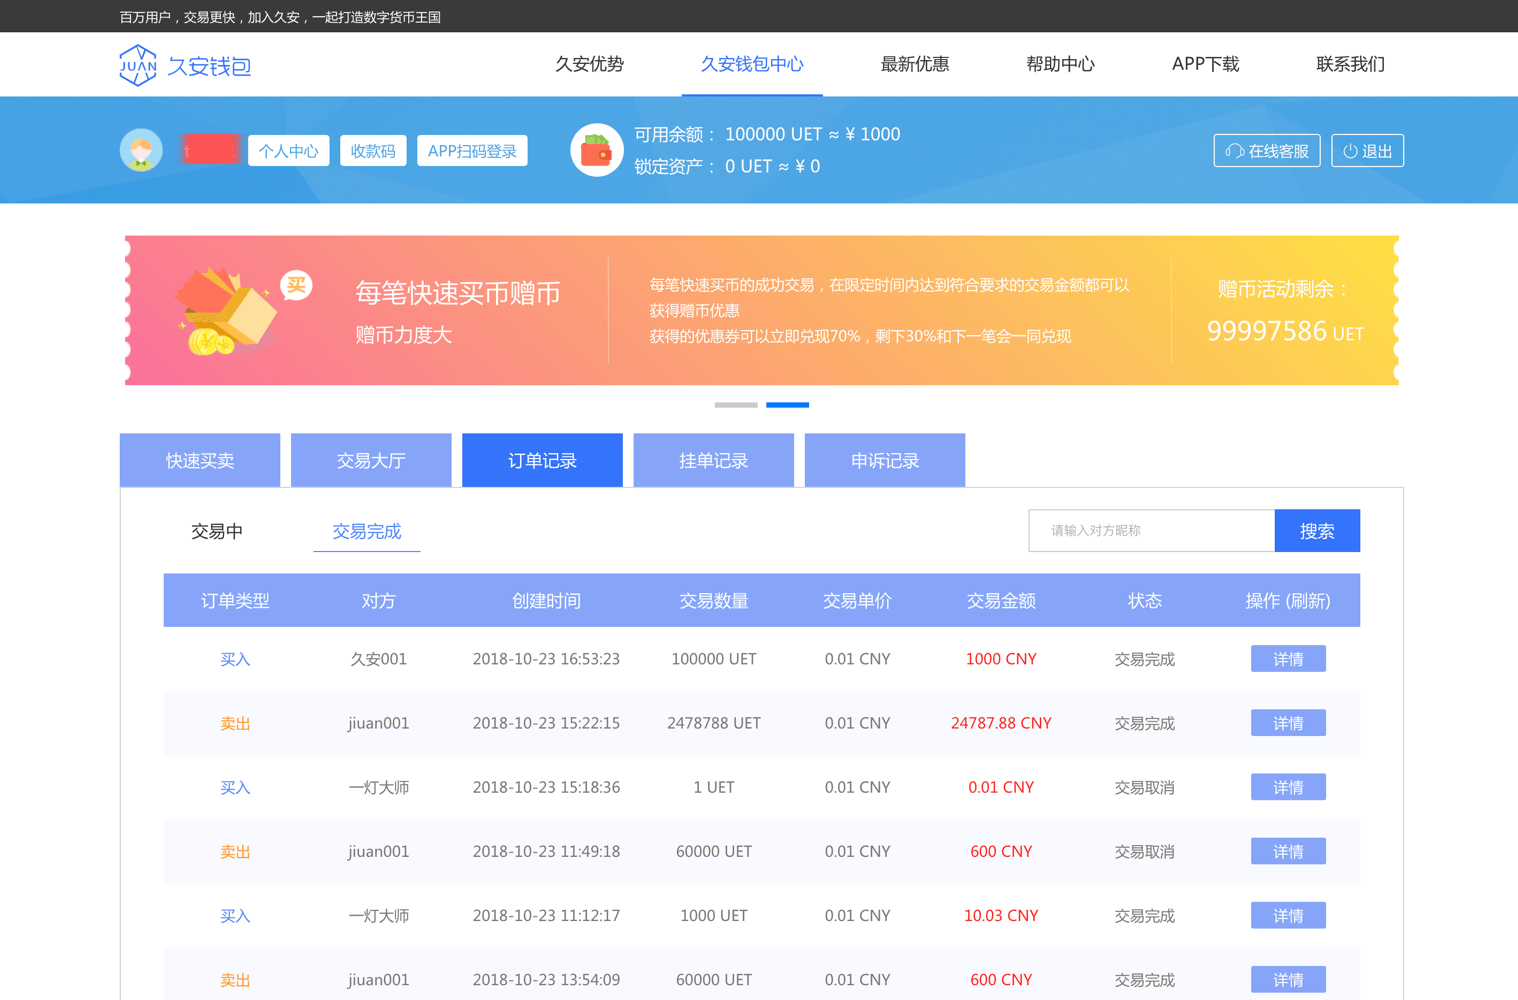 百万用户，交易更快，加入久安，一起打造数字货币王国
JUAN 久安钱包 久安优势 久安钱包中心 最新优惠 帮助中心 APP下载 联系我们
个人中心 收款码 APP扫码登录
可用余额： 100000 UET ≈ ¥ 1000
锁定资产： 0 UET ≈ ¥ 0
在线客服 退出
买
每笔快速买币赠币
赠币力度大
每笔快速买币的成功交易，在限定时间内达到符合要求的交易金额都可以
获得赠币优惠
获得的优惠券可以立即兑现70%，剩下30%和下一笔会一同兑现
赠币活动剩余：
99997586 UET
快速买卖 交易大厅 订单记录 挂单记录 申诉记录
交易中 交易完成 请输入对方昵称 搜索
订单类型 对方 创建时间 交易数量 交易单价 交易金额 状态 操作 (刷新)
买入 久安001 2018-10-23 16:53:23 100000 UET 0.01 CNY 1000 CNY 交易完成 详情
卖出 jiuan001 2018-10-23 15:22:15 2478788 UET 0.01 CNY 24787.88 CNY 交易完成 详情
买入 一灯大师 2018-10-23 15:18:36 1 UET 0.01 CNY 0.01 CNY 交易取消 详情
卖出 jiuan001 2018-10-23 11:49:18 60000 UET 0.01 CNY 600 CNY 交易取消 详情
买入 一灯大师 2018-10-23 11:12:17 1000 UET 0.01 CNY 10.03 CNY 交易完成 详情
卖出 jiuan001 2018-10-23 13:54:09 60000 UET 0.01 CNY 600 CNY 交易完成 详情